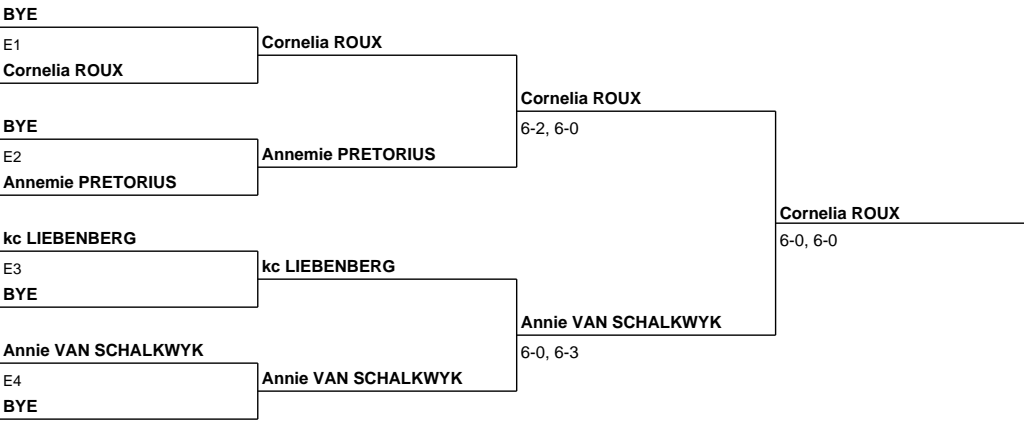 BYE
E1
Cornelia ROUX
Cornelia ROUX
BYE
E2
Annemie PRETORIUS
Annemie PRETORIUS
Cornelia ROUX
6-2, 6-0
kc LIEBENBERG
E3
BYE
kc LIEBENBERG
Annie VAN SCHALKWYK
E4
BYE
Annie VAN SCHALKWYK
Annie VAN SCHALKWYK
6-0, 6-3
Cornelia ROUX
6-0, 6-0